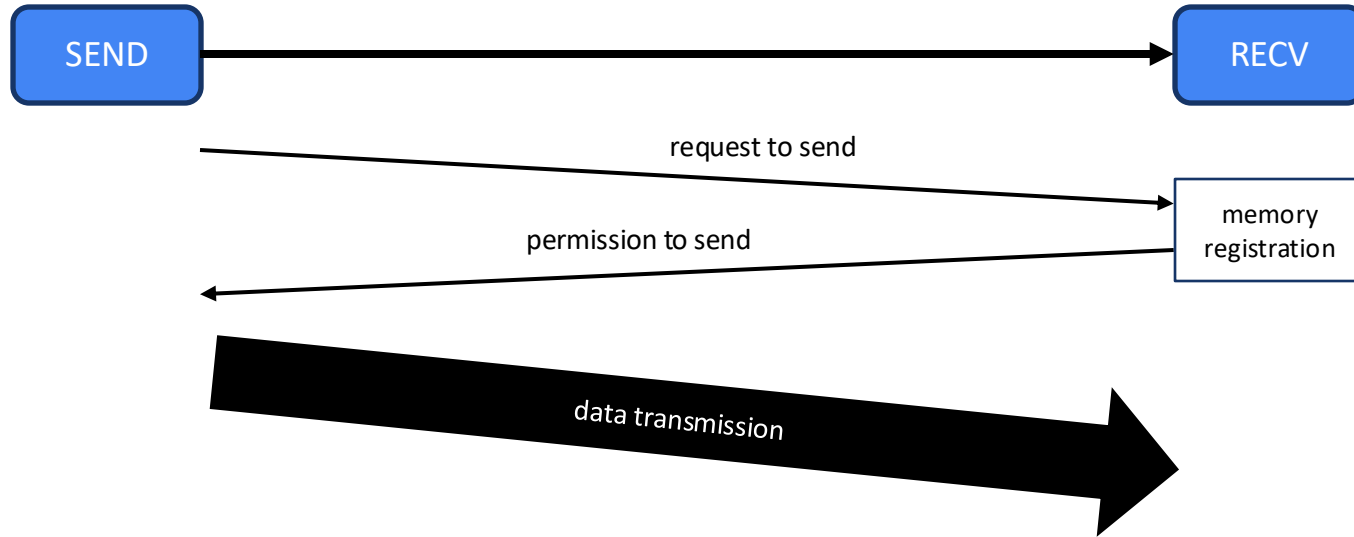 SEND
RECV
request to send
memory
registration
permission to send
data transmission